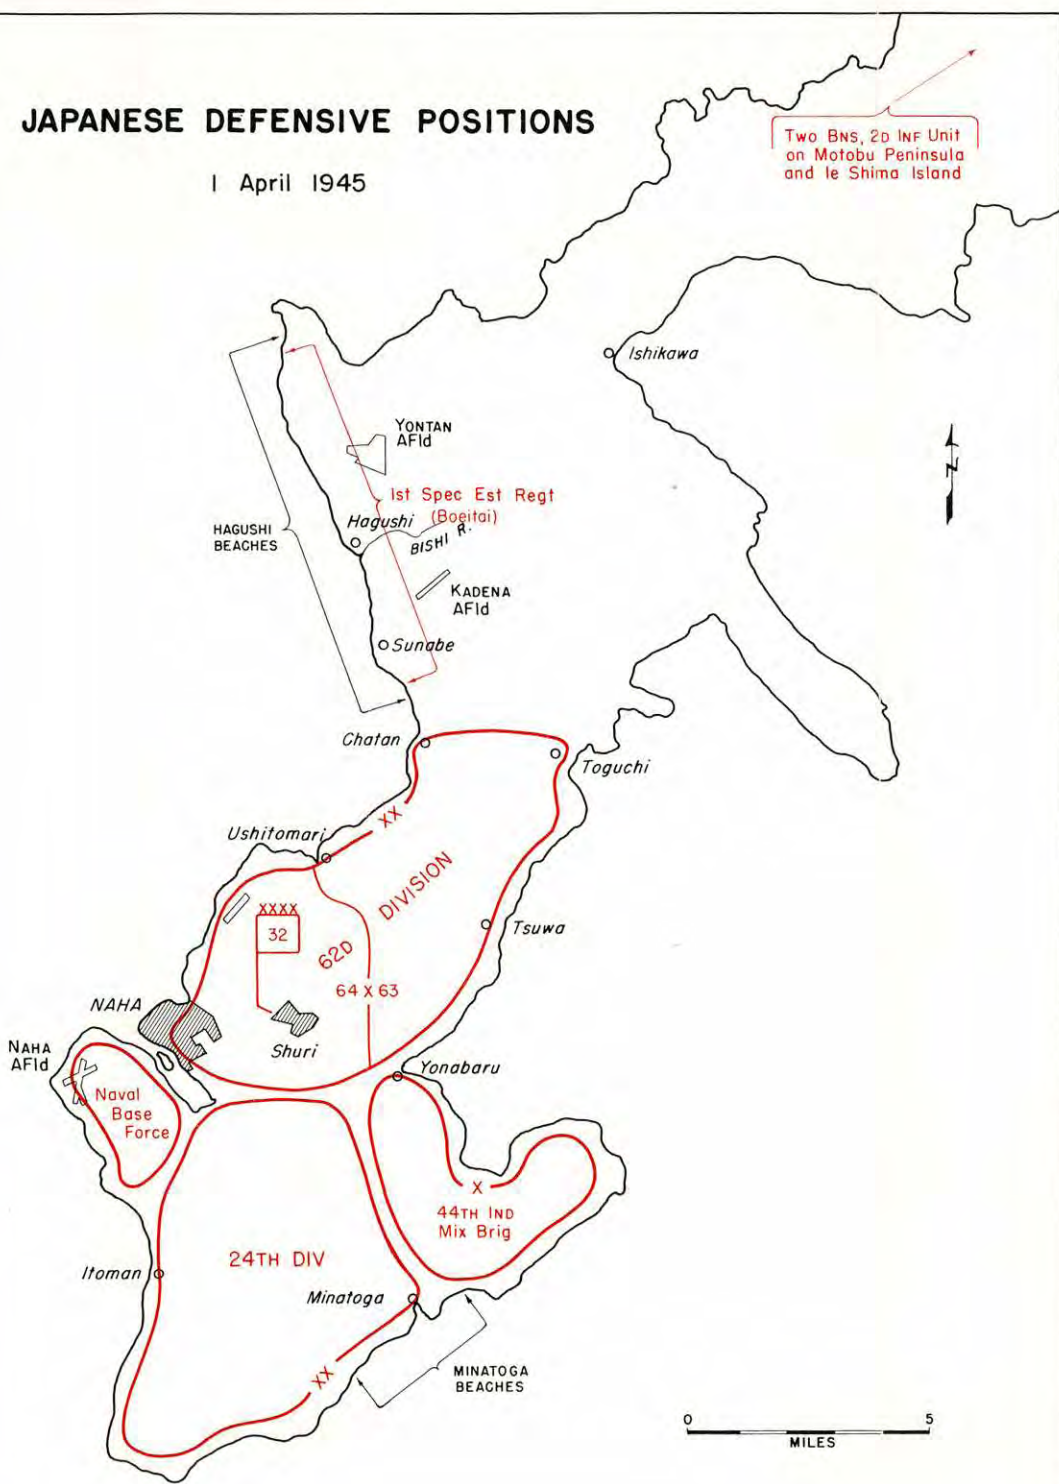 JAPANESE DEFENSIVE POSITIONS
1 April 1945
Two BNS, 2D INF Unit
on Motobu Peninsula
and Ie Shima Island
Ishikawa
YONTAN
AFld
N
1st Spec Est Regt
(Boeitai)
Hagushi
BISHI R.
HAGUSHI
BEACHES
KADENA
AFld
Sunabe
Chatan
Toguchi
XX
Ushitomari
62D DIVISION
XXXX
32
Tsuwa
64 X 63
NAHA
Shuri
NAHA
AFld
Yonabaru
Naval
Base
Force
X
44TH IND
Mix Brig
24TH DIV
Itoman
Minatoga
XX
MINATOGA
BEACHES
0 5
MILES